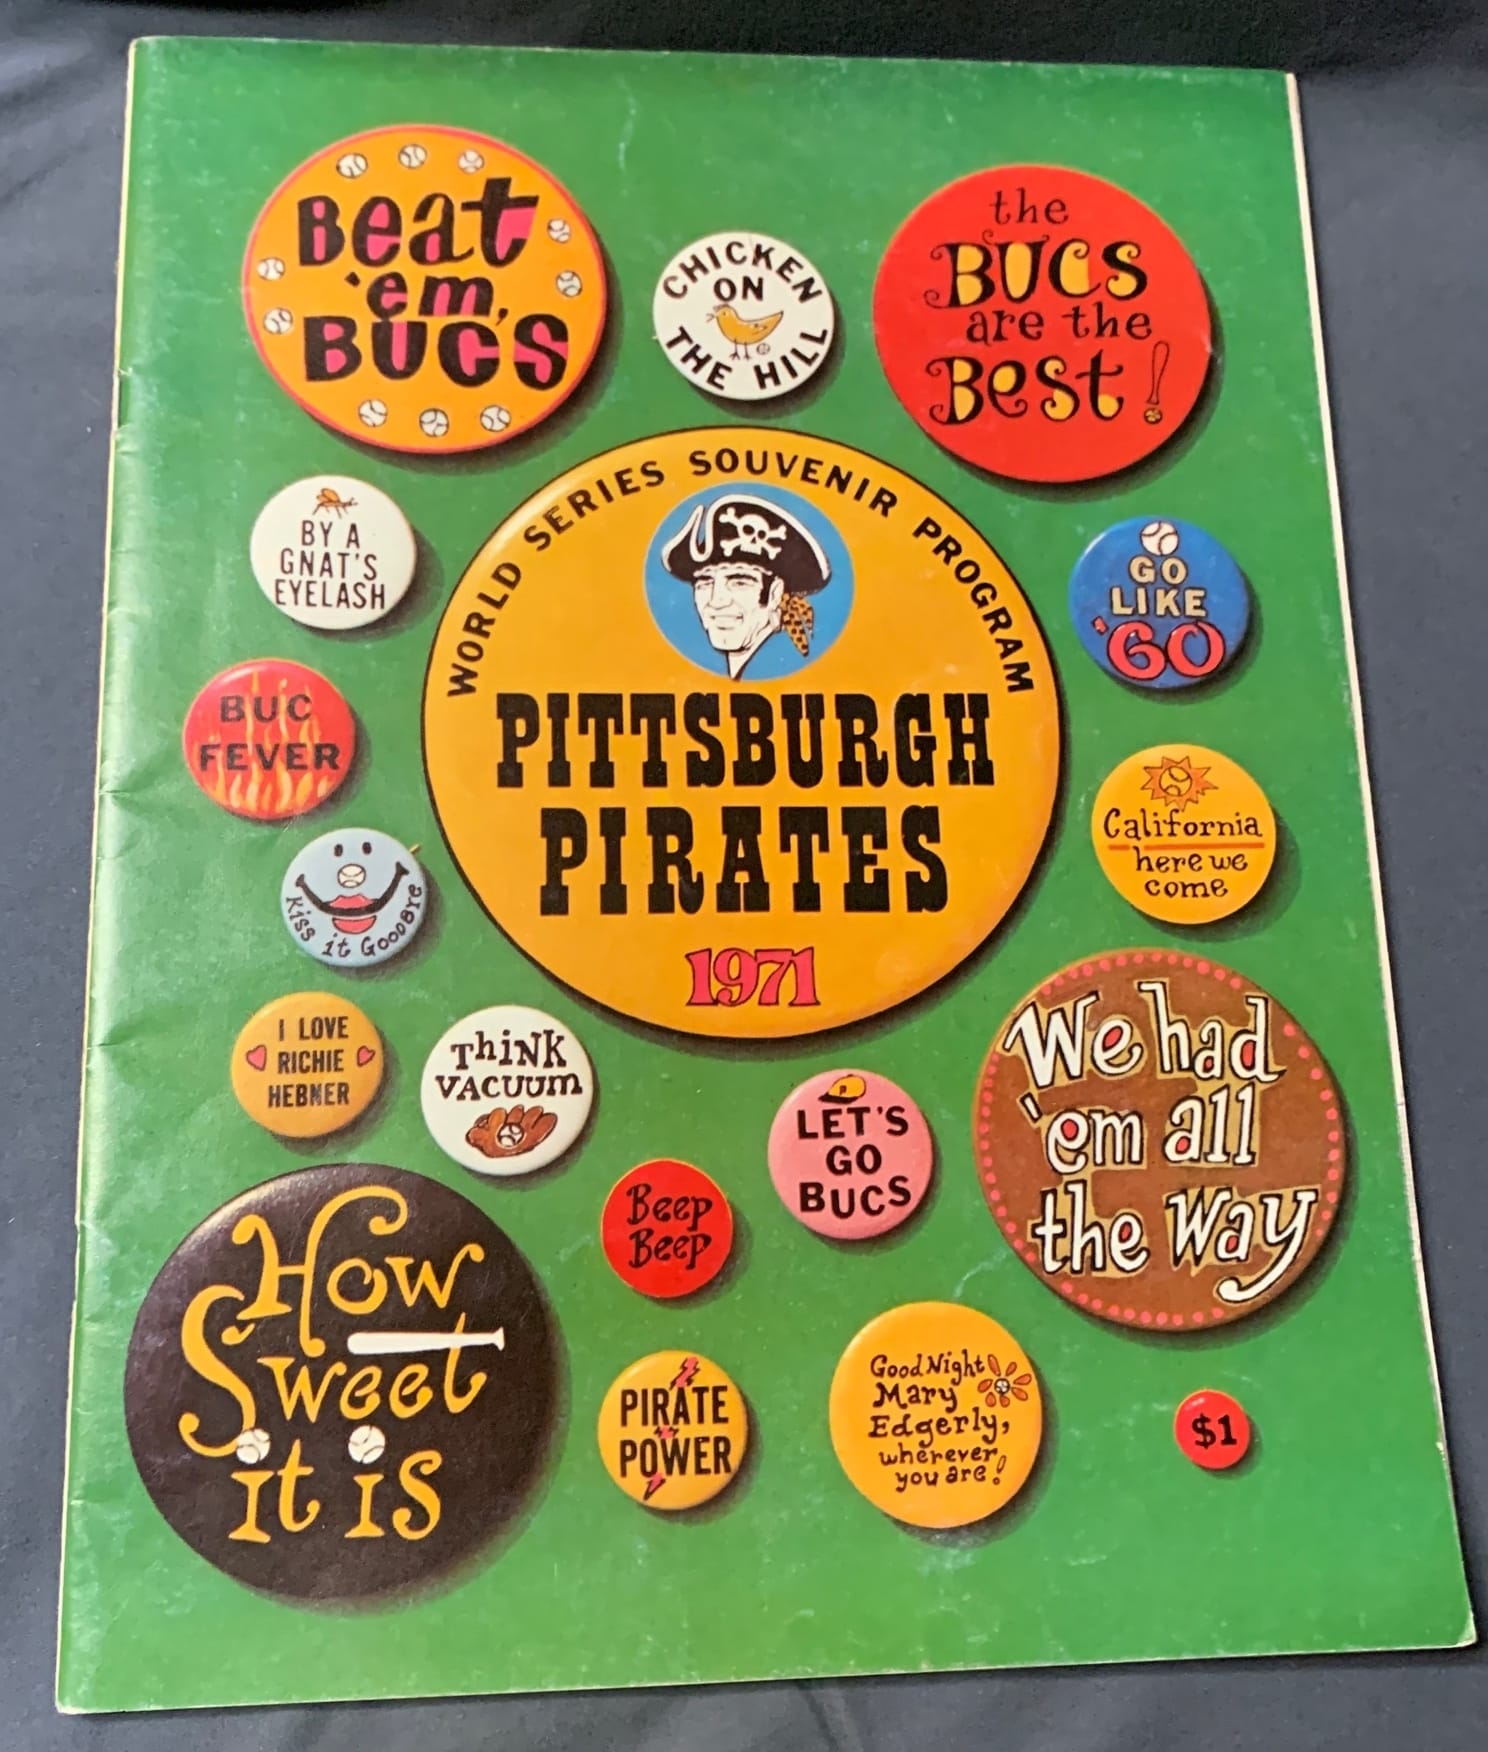 Beat
'em,
BUCS
CHICKEN
ON
THE HILL
the
BUCS
are the
Best!
WORLD SERIES SOUVENIR PROGRAM
PITTSBURGH
PIRATES
1971
BY A
GNAT'S
EYELASH
GO
LIKE
'60
BUC
FEVER
California
here we
come
Kiss it Goodbye
I LOVE
RICHIE
HEBNER
Think
VACUUM
LET'S
GO
BUCS
We had
'em all
the way
Beep
Beep
How
Sweet
it is
PIRATE
POWER
Good Night
Mary
Edgerly,
wherever
you are!
$1